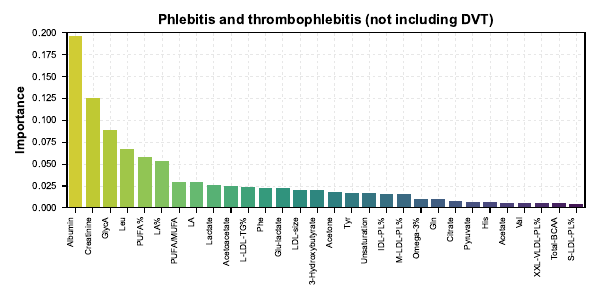 Phlebitis and thrombophlebitis (not including DVT)
Importance
0.200
0.175
0.150
0.125
0.100
0.075
0.050
0.025
0.000
Albumin
Creatinine
GlycA
Leu
PUFA%
LA%
PUFA/MUFA
LA
Lactate
Acetoacetate
L-LDL-TG%
Phe
Glu-lactate
LDL-size
3-Hydroxybutyrate
Acetone
Tyr
Unsaturation
IDL-PL%
M-LDL-PL%
Omega-3%
Gln
Citrate
Pyruvate
His
Acetate
Val
XXL-VLDL-PL%
Total-BCAA
S-LDL-PL%